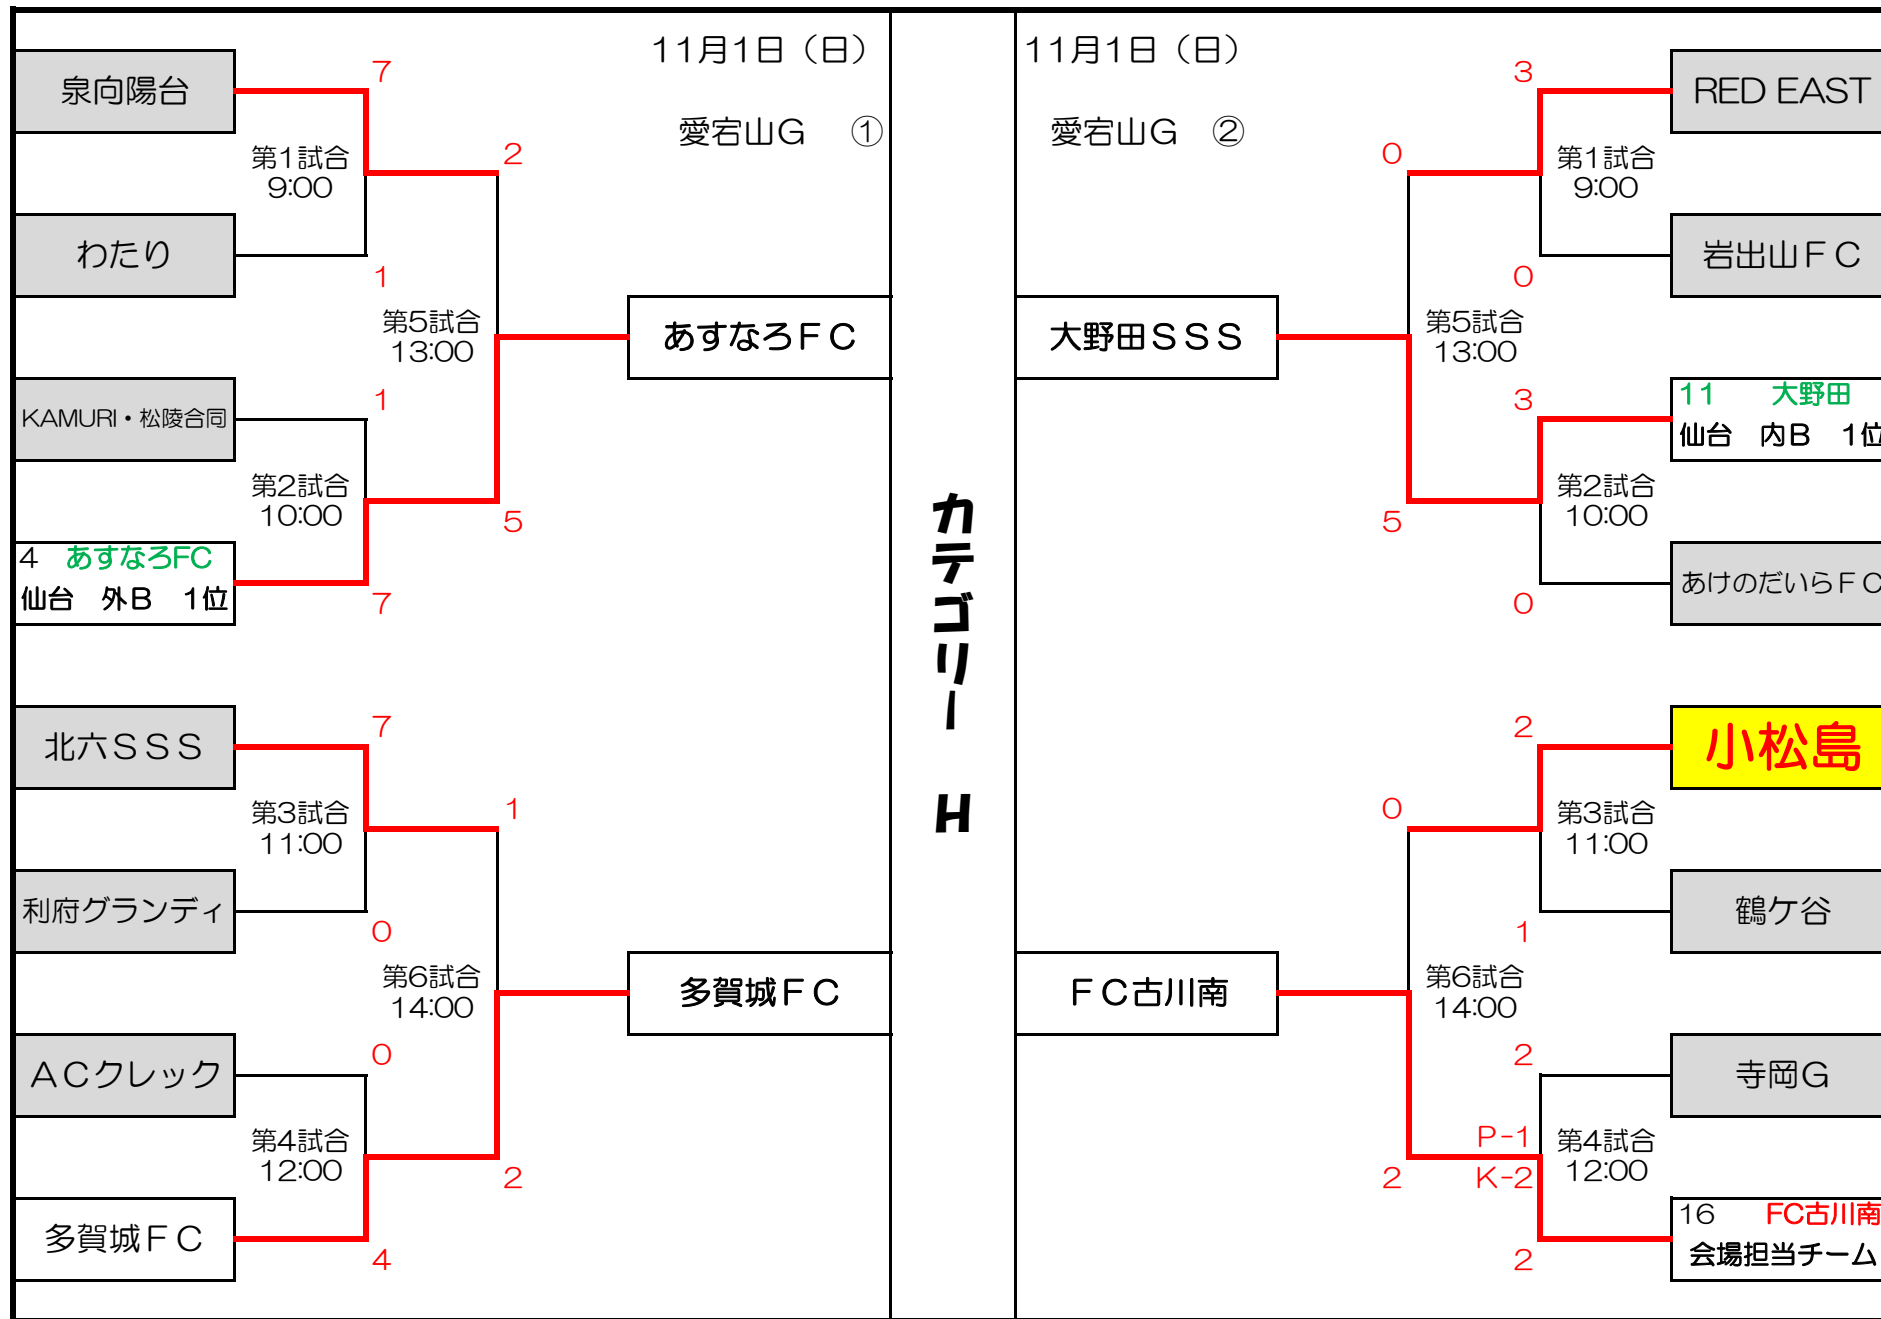 11月1日（日）
愛宕山G　①
泉向陽台
7
第1試合
9:00
2
わたり
1
第5試合
13:00
あすなろＦＣ
KAMURI・松陵合同
1
第2試合
10:00
5
4　あすなろFC
仙台　外B　1位
7
北六ＳＳＳ
7
第3試合
11:00
1
利府グランディ
0
第6試合
14:00
多賀城ＦＣ
ＡＣクレック
0
第4試合
12:00
2
多賀城ＦＣ
4
カテゴリー　H
11月1日（日）
愛宕山G　②
3
RED EAST
0
第1試合
9:00
0
岩出山ＦＣ
大野田ＳＳＳ
第5試合
13:00
3
11　大野田
仙台　内B　1位
5
第2試合
10:00
0
あけのだいらＦＣ
2
小松島
0
第3試合
11:00
1
鶴ケ谷
ＦＣ古川南
第6試合
14:00
2
寺岡G
P-1
K-2
第4試合
12:00
2
2
16　FC古川南
会場担当チーム